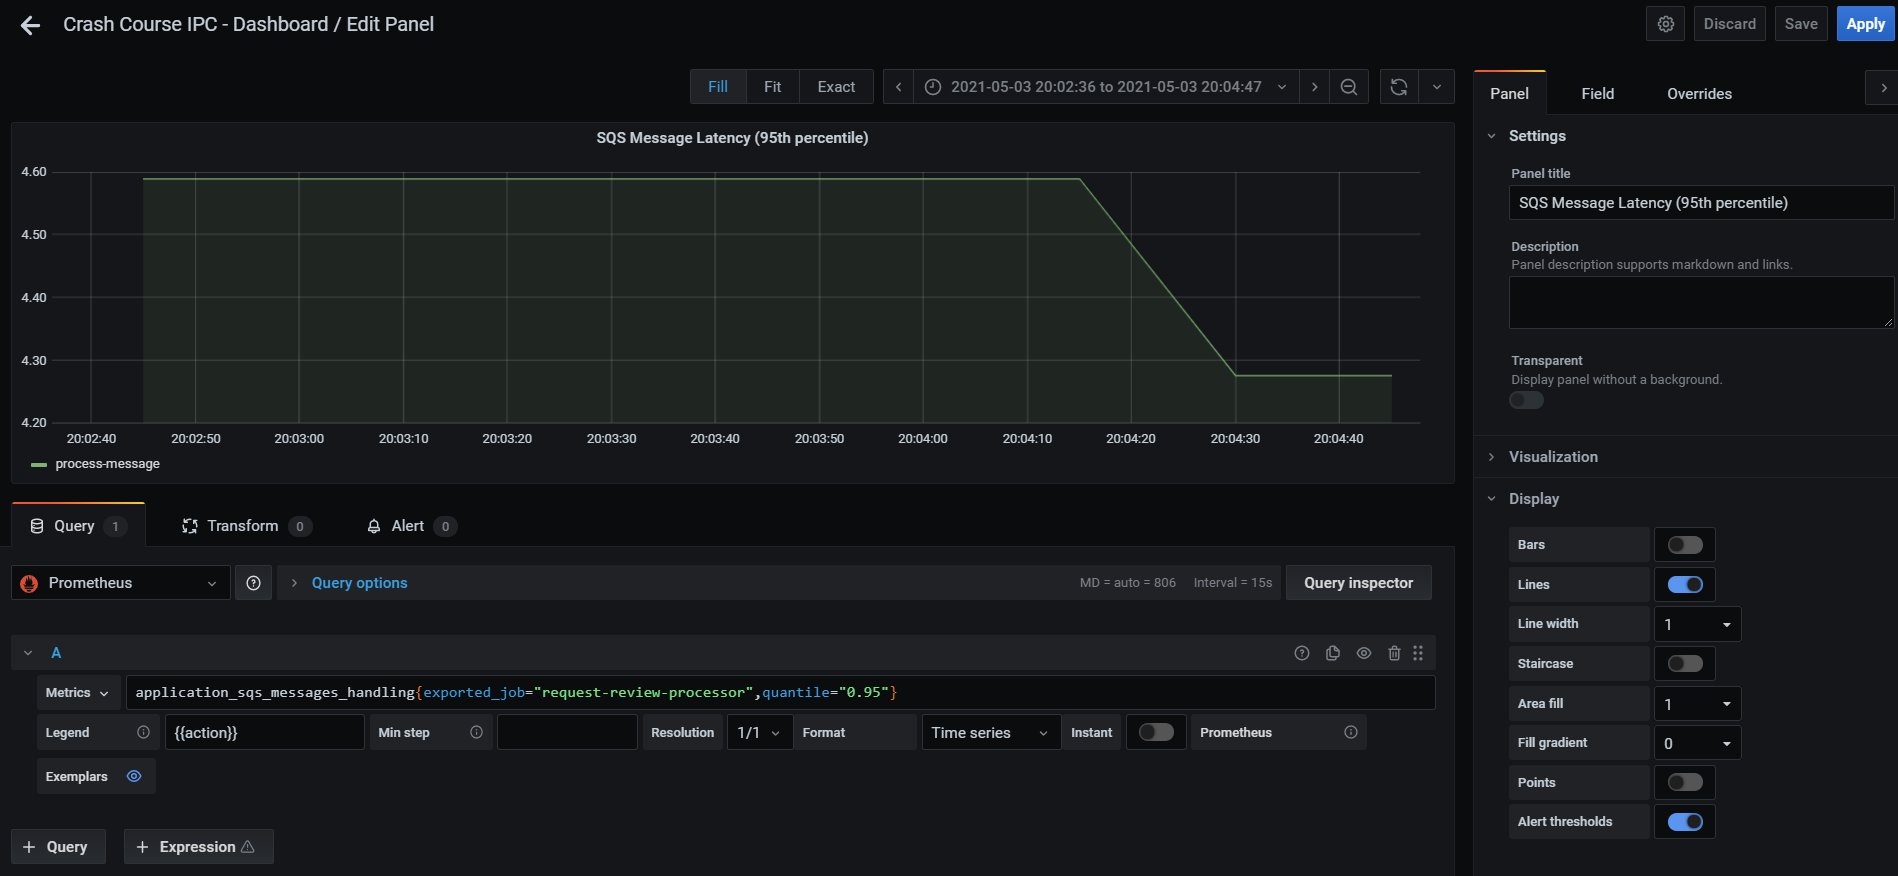 Crash Course IPC - Dashboard / Edit Panel
Discard
Save
Apply
Fill
Fit
Exact
2021-05-03 20:02:36 to 2021-05-03 20:04:47
Panel
Field
Overrides
SQS Message Latency (95th percentile)
4.60
4.50
4.40
4.30
4.20
20:02:40
20:02:50
20:03:00
20:03:10
20:03:20
20:03:30
20:03:40
20:03:50
20:04:00
20:04:10
20:04:20
20:04:30
20:04:40
process-message
Query 1
Transform 0
Alert 0
Prometheus
Query options
MD = auto = 806
Interval = 15s
Query inspector
A
Metrics
application_sqs_messages_handling{exported_job="request-review-processor",quantile="0.95"}
Legend
{{action}}
Min step
Resolution
1/1
Format
Time series
Instant
Prometheus
Exemplars
+ Query
+ Expression
Settings
Panel title
SQS Message Latency (95th percentile)
Description
Panel description supports markdown and links.
Transparent
Display panel without a background.
Visualization
Display
Bars
Lines
Line width
1
Staircase
Area fill
1
Fill gradient
0
Points
Alert thresholds